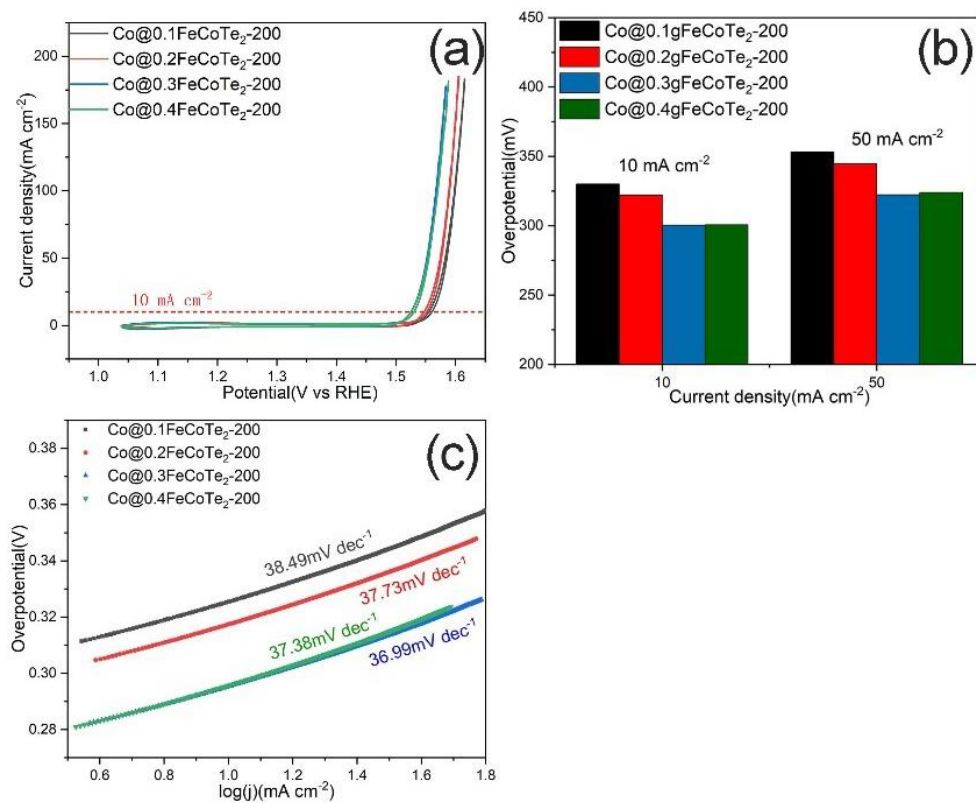 (a)
Co@0.1FeCoTe₂-200
Co@0.2FeCoTe₂-200
Co@0.3FeCoTe₂-200
Co@0.4FeCoTe₂-200
200
150
100
50
0
Current density(mA cm⁻²)
10 mA cm⁻²
1.0 1.1 1.2 1.3 1.4 1.5 1.6
Potential(V vs RHE)
(b)
Co@0.1gFeCoTe₂-200
Co@0.2gFeCoTe₂-200
Co@0.3gFeCoTe₂-200
Co@0.4gFeCoTe₂-200
450
400
350
300
250
200
Overpotential(mV)
10 mA cm⁻²
50 mA cm⁻²
10 50
Current density(mA cm⁻²)
(c)
Co@0.1FeCoTe₂-200
Co@0.2FeCoTe₂-200
Co@0.3FeCoTe₂-200
Co@0.4FeCoTe₂-200
0.38
0.36
0.34
0.32
0.30
0.28
Overpotential(V)
38.49mV dec⁻¹
37.73mV dec⁻¹
37.38mV dec⁻¹
36.99mV dec⁻¹
0.6 0.8 1.0 1.2 1.4 1.6 1.8
log(j)(mA cm⁻²)